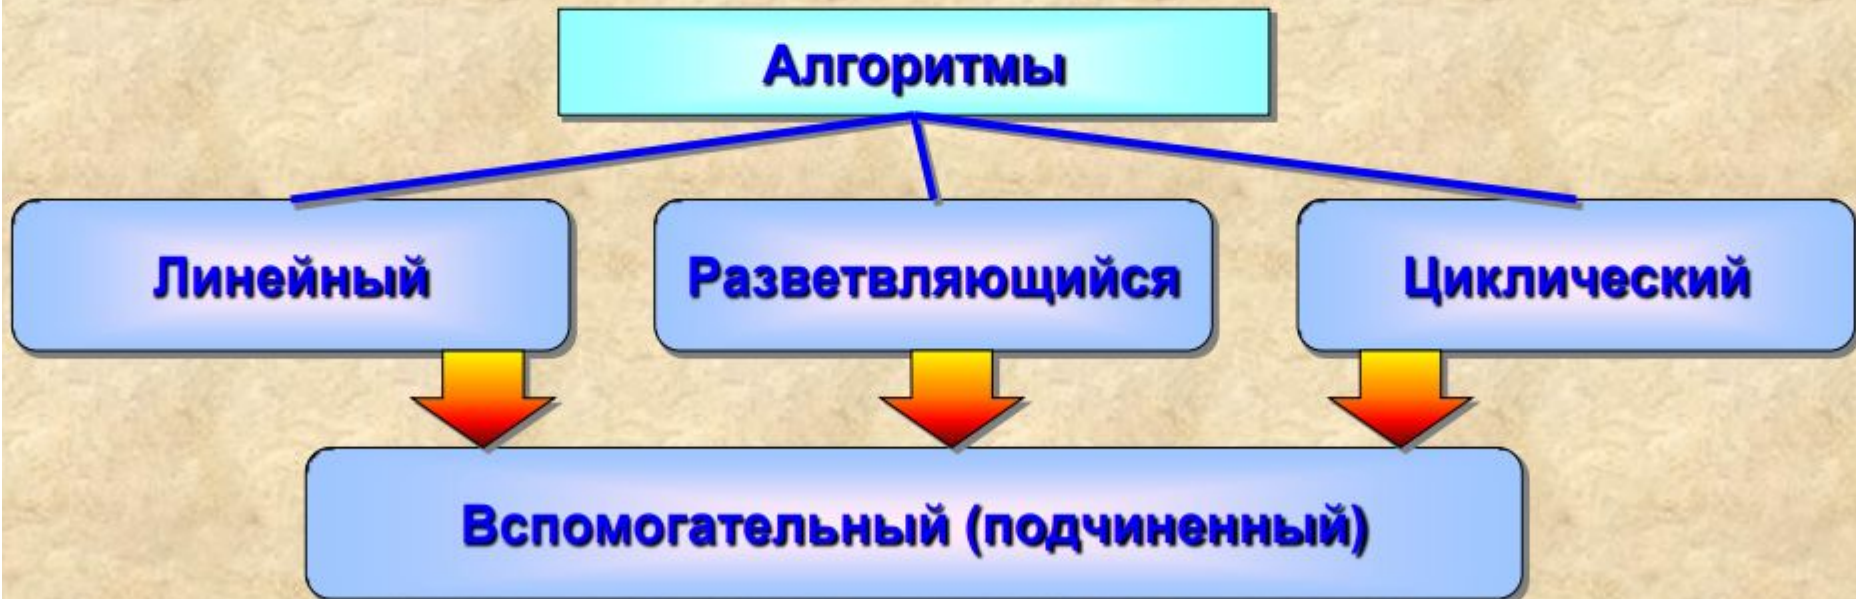 Алгоритмы
Линейный
Разветвляющийся
Циклический
Вспомогательный (подчиненный)